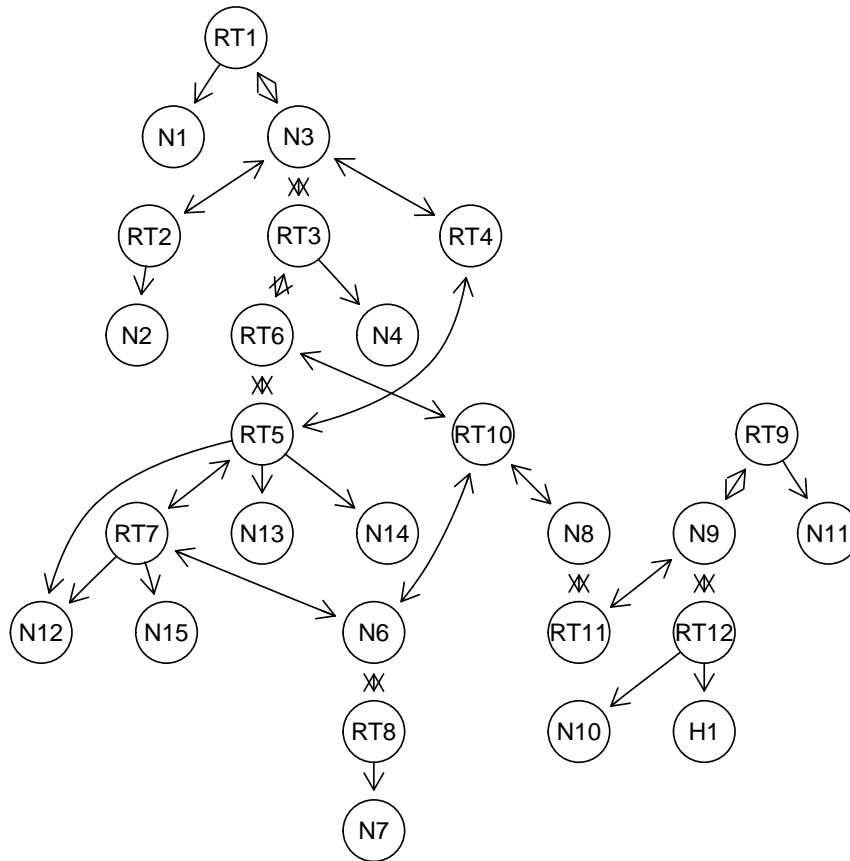 RT1
N1 N3
RT2 RT3 RT4
N2 RT6 N4
RT5 RT10 RT9
RT7 N13 N14 N8 N9 N11
N12 N15 N6 RT11 RT12
RT8 N10 H1
N7